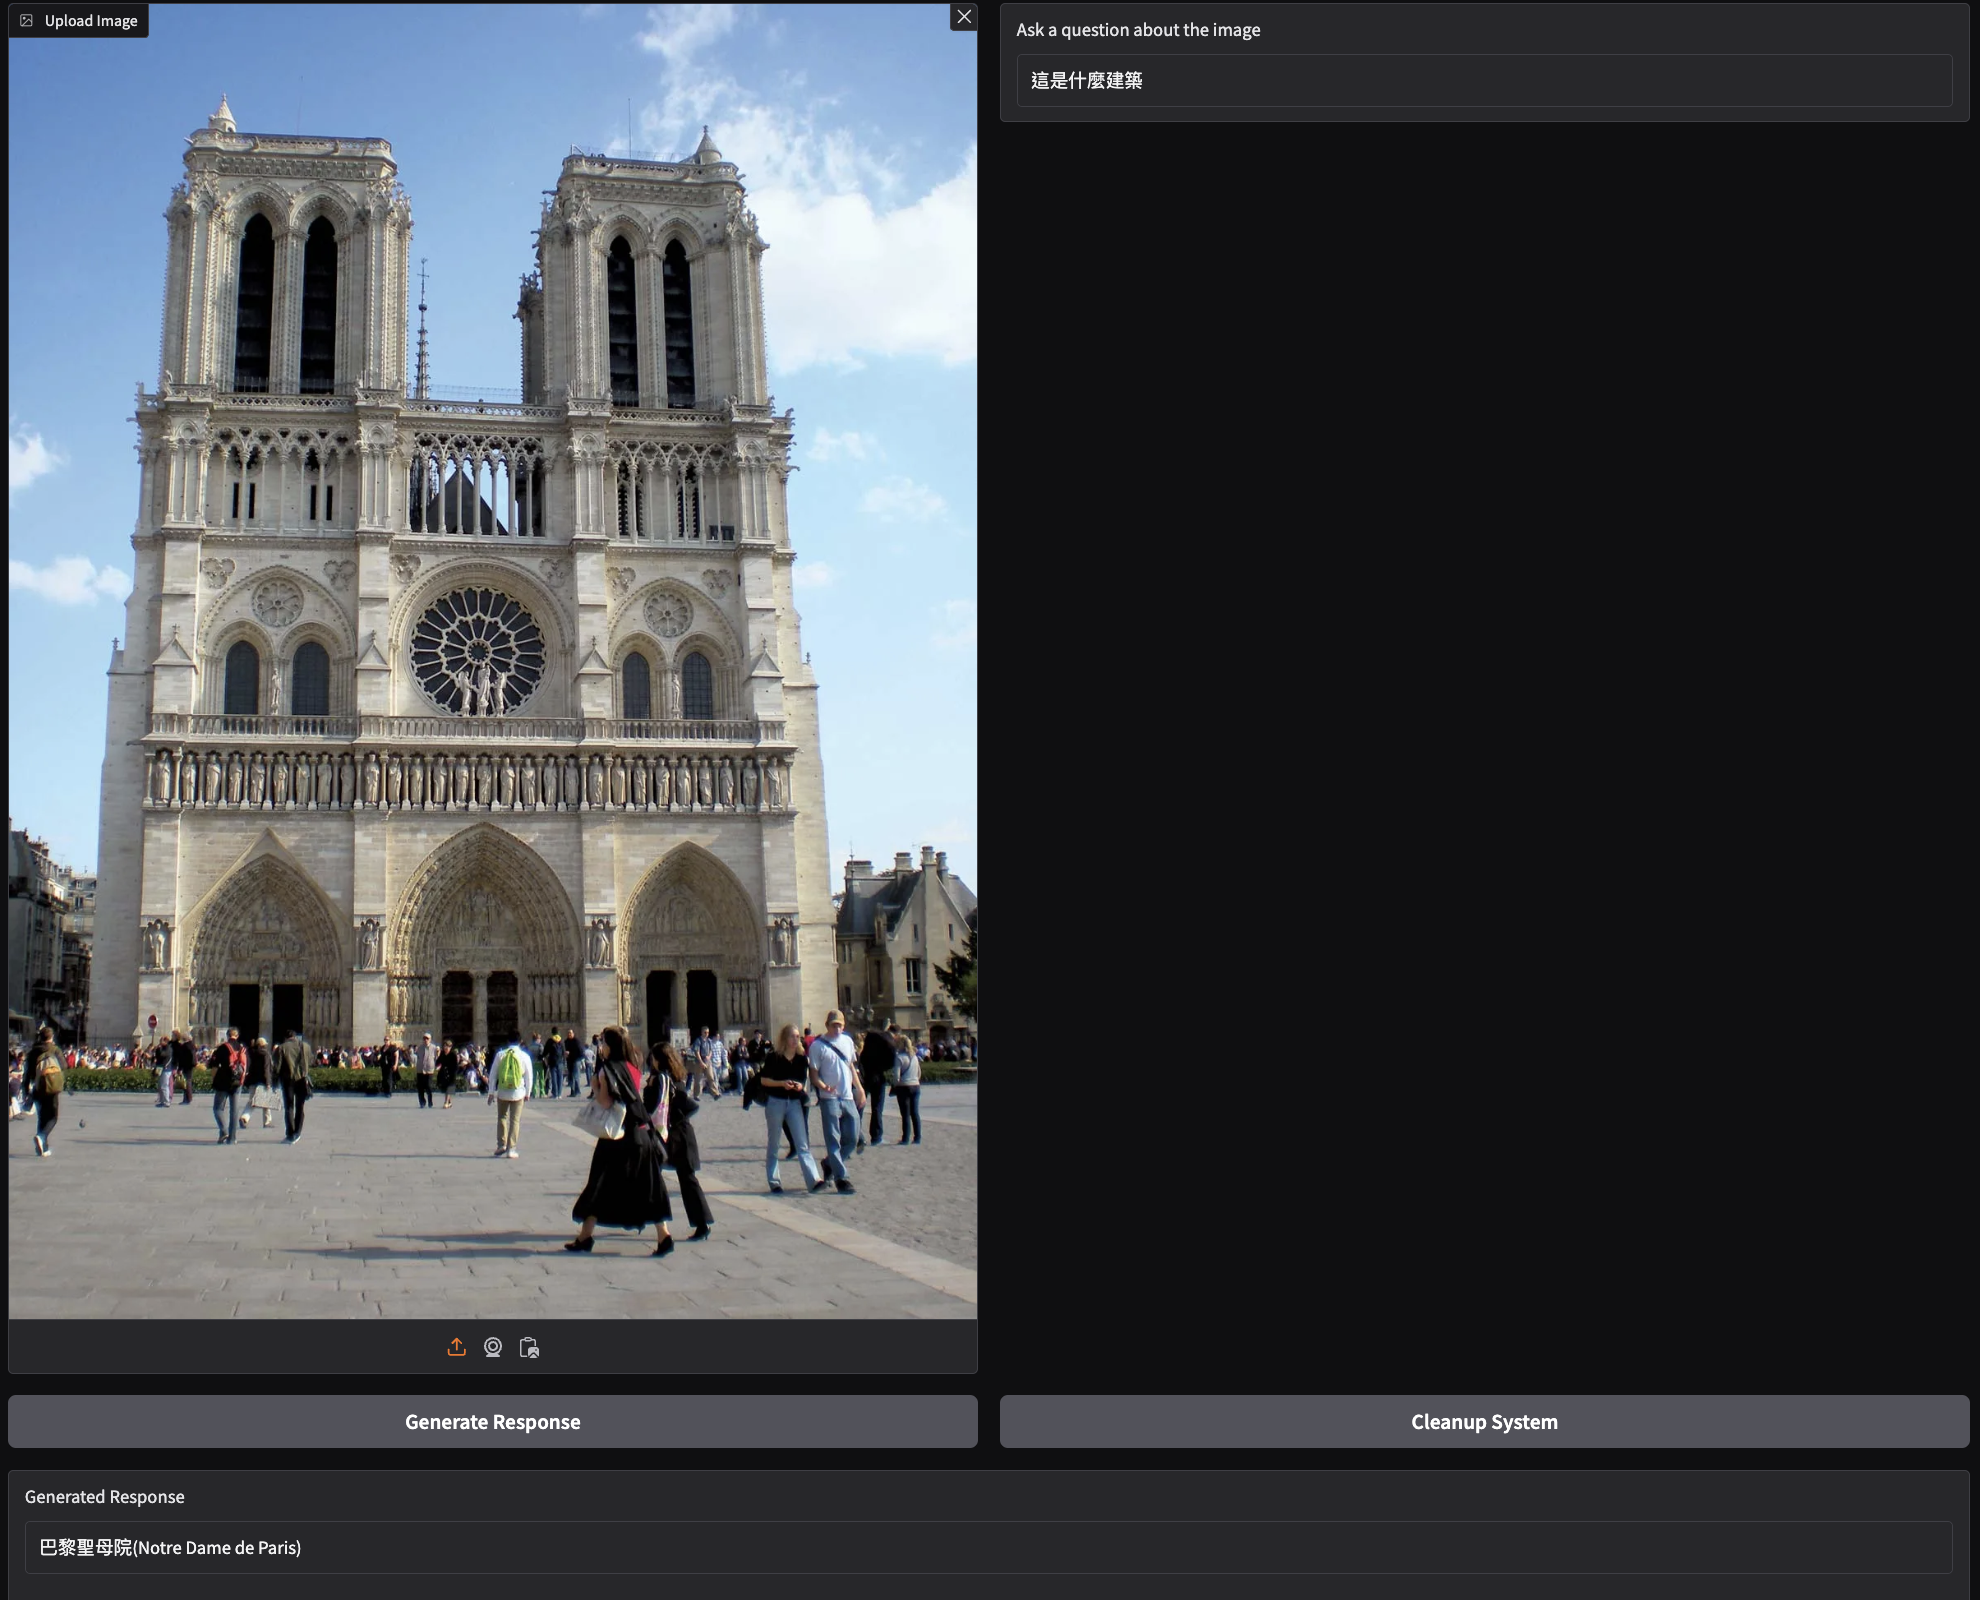 Upload Image
Ask a question about the image
這是什麼建築
Generate Response
Cleanup System
Generated Response
巴黎聖母院(Notre Dame de Paris)